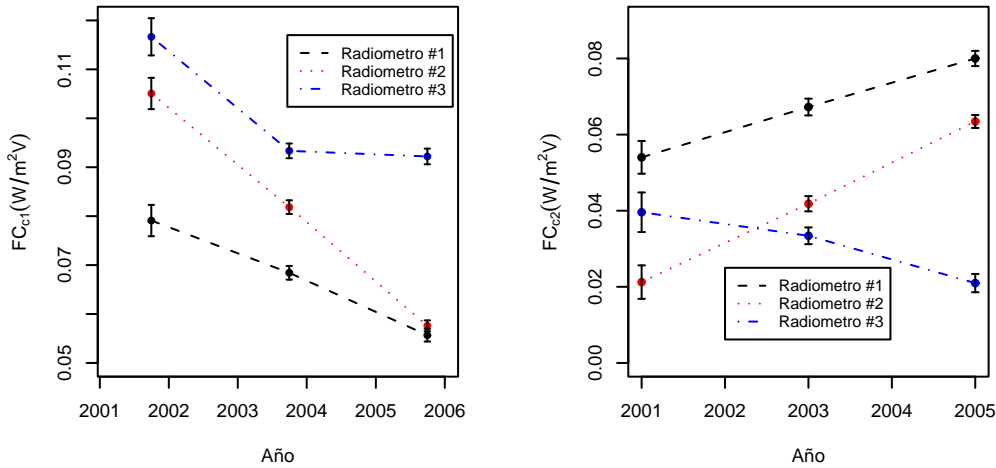 FC_c1(W/m²V)
0.11
0.09
0.07
0.05
Radiometro #1
Radiometro #2
Radiometro #3
2001 2002 2003 2004 2005 2006
Año
FC_c2(W/m²V)
0.08
0.06
0.04
0.02
0.00
Radiometro #1
Radiometro #2
Radiometro #3
2001 2002 2003 2004 2005
Año